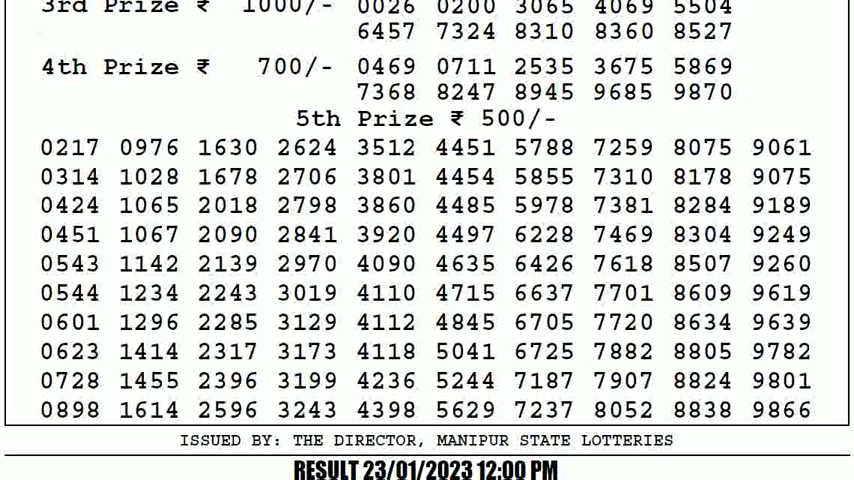 3rd Prize ₹ 1000/- 0026 0200 3065 4069 5504
6457 7324 8310 8360 8527
4th Prize ₹ 700/- 0469 0711 2535 3675 5869
7368 8247 8945 9685 9870
5th Prize ₹ 500/-
0217 0976 1630 2624 3512 4451 5788 7259 8075 9061
0314 1028 1678 2706 3801 4454 5855 7310 8178 9075
0424 1065 2018 2798 3860 4485 5978 7381 8284 9189
0451 1067 2090 2841 3920 4497 6228 7469 8304 9249
0543 1142 2139 2970 4090 4635 6426 7618 8507 9260
0544 1234 2243 3019 4110 4715 6637 7701 8609 9619
0601 1296 2285 3129 4112 4845 6705 7720 8634 9639
0623 1414 2317 3173 4118 5041 6725 7882 8805 9782
0728 1455 2396 3199 4236 5244 7187 7907 8824 9801
0898 1614 2596 3243 4398 5629 7237 8052 8838 9866
ISSUED BY: THE DIRECTOR, MANIPUR STATE LOTTERIES
RESULT 23/01/2023 12:00 PM